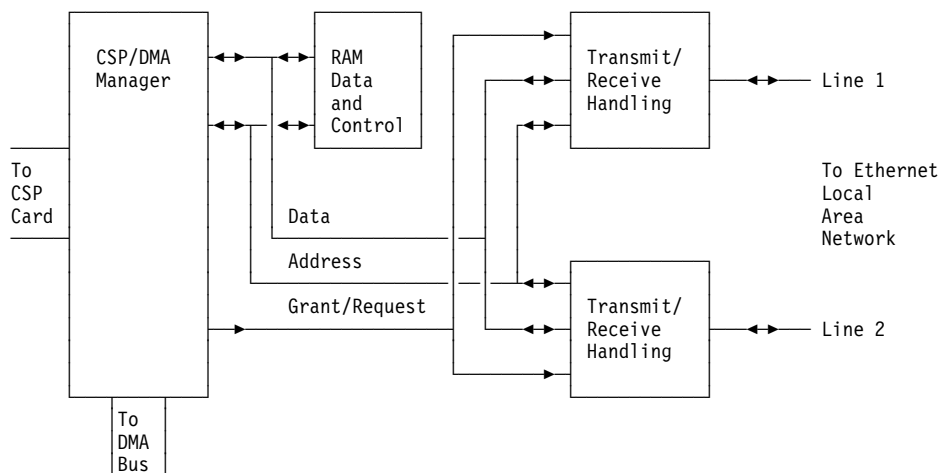 CSP/DMA
Manager
RAM
Data
and
Control
Transmit/
Receive
Handling
Line 1
To
CSP
Card
To Ethernet
Local
Area
Network
Data
Address
Grant/Request
Transmit/
Receive
Handling
Line 2
To
DMA
Bus